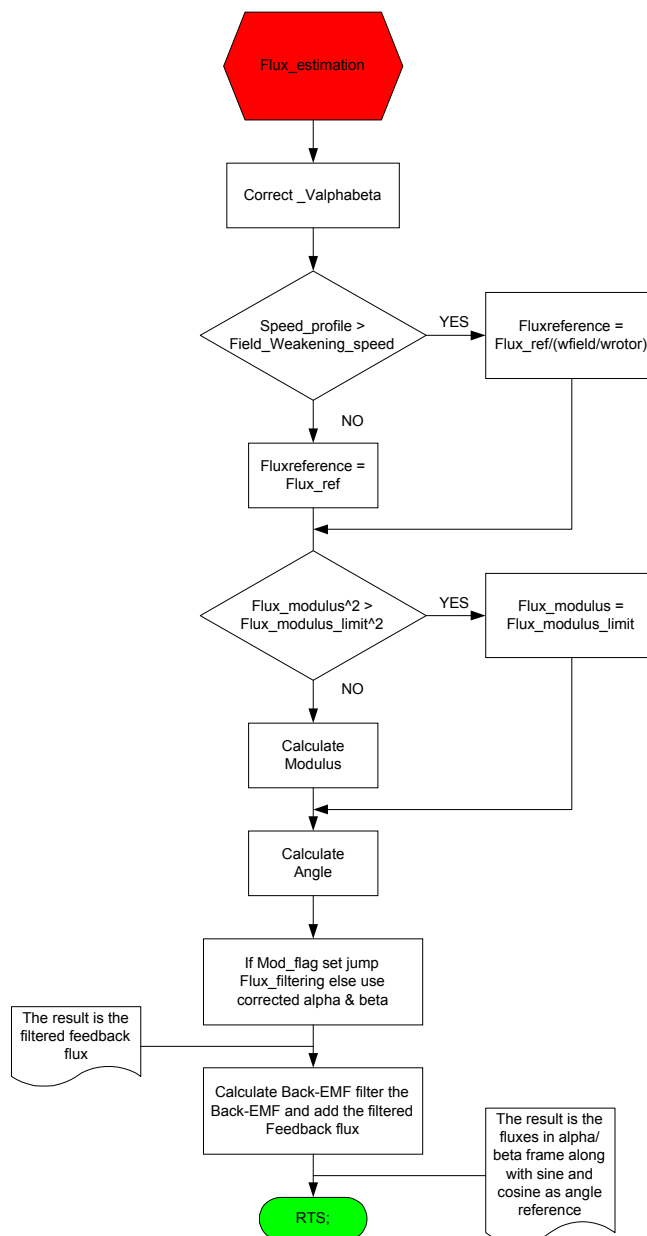 Flux_estimation
Correct _Valphabeta
Speed_profile >
Field_Weakening_speed
YES
Fluxreference =
Flux_ref/(wfield/wrotor)
NO
Fluxreference =
Flux_ref
Flux_modulus^2 >
Flux_modulus_limit^2
YES
Flux_modulus =
Flux_modulus_limit
NO
Calculate
Modulus
Calculate
Angle
If Mod_flag set jump
Flux_filtering else use
corrected alpha & beta
The result is the
filtered feedback
flux
Calculate Back-EMF filter the
Back-EMF and add the filtered
Feedback flux
The result is the
fluxes in alpha/
beta frame along
with sine and
cosine as angle
reference
RTS;